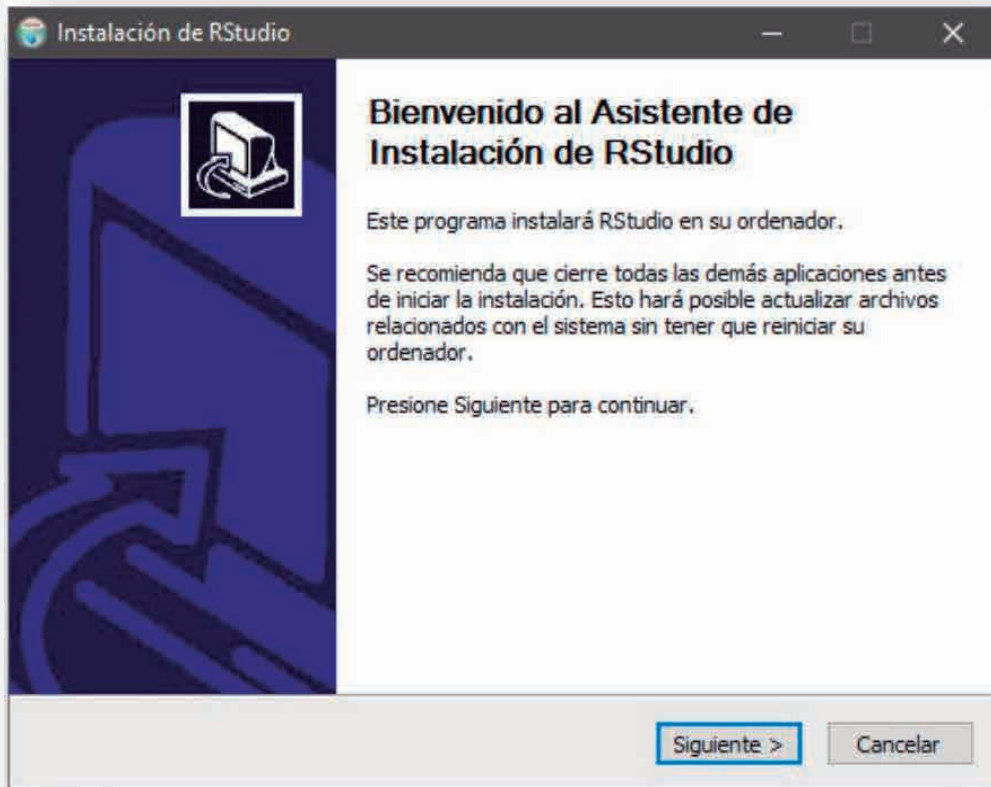 Instalación de RStudio
Bienvenido al Asistente de
Instalación de RStudio
Este programa instalará RStudio en su ordenador.
Se recomienda que cierre todas las demás aplicaciones antes
de iniciar la instalación. Esto hará posible actualizar archivos
relacionados con el sistema sin tener que reiniciar su
ordenador.
Presione Siguiente para continuar.
Siguiente >
Cancelar